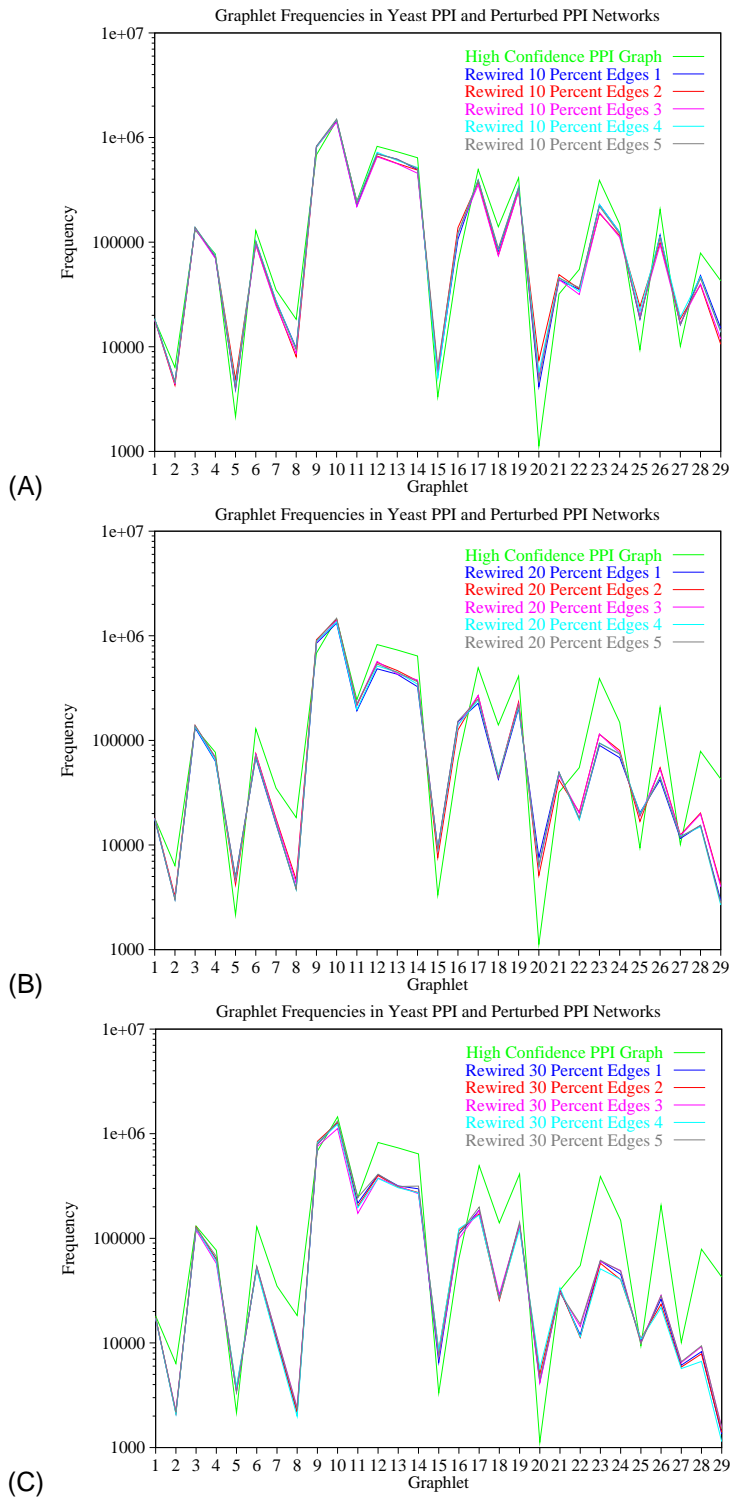 Graphlet Frequencies in Yeast PPI and Perturbed PPI Networks
1e+07
High Confidence PPI Graph
Rewired 10 Percent Edges 1
Rewired 10 Percent Edges 2
Rewired 10 Percent Edges 3
1e+06
Rewired 10 Percent Edges 4
Rewired 10 Percent Edges 5
Frequency
100000
10000
1000
1 2 3 4 5 6 7 8 9 10 11 12 13 14 15 16 17 18 19 20 21 22 23 24 25 26 27 28 29
(A)
Graphlet
Graphlet Frequencies in Yeast PPI and Perturbed PPI Networks
1e+07
High Confidence PPI Graph
Rewired 20 Percent Edges 1
Rewired 20 Percent Edges 2
Rewired 20 Percent Edges 3
1e+06
Rewired 20 Percent Edges 4
Rewired 20 Percent Edges 5
Frequency
100000
10000
1000
1 2 3 4 5 6 7 8 9 10 11 12 13 14 15 16 17 18 19 20 21 22 23 24 25 26 27 28 29
(B)
Graphlet
Graphlet Frequencies in Yeast PPI and Perturbed PPI Networks
1e+07
High Confidence PPI Graph
Rewired 30 Percent Edges 1
Rewired 30 Percent Edges 2
Rewired 30 Percent Edges 3
1e+06
Rewired 30 Percent Edges 4
Rewired 30 Percent Edges 5
Frequency
100000
10000
1000
1 2 3 4 5 6 7 8 9 10 11 12 13 14 15 16 17 18 19 20 21 22 23 24 25 26 27 28 29
(C)
Graphlet